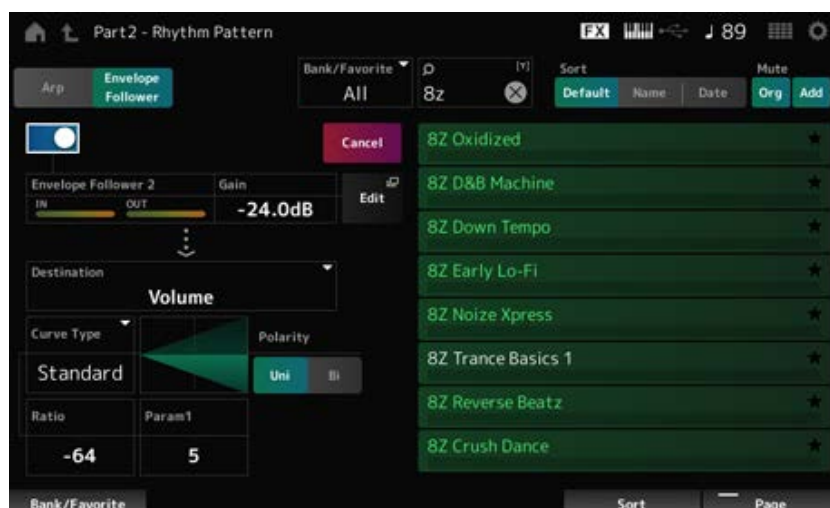 Part2 - Rhythm Pattern FX ♩ 89
Arp Envelope Follower Bank/Favorite All [Y] 8z Sort Default Name Date Mute Org Add
Cancel
Envelope Follower 2 Gain
IN OUT -24.0dB Edit
Destination
Volume
Curve Type Polarity
Standard Uni Bi
Ratio Param1
-64 5
8Z Oxidized
8Z D&B Machine
8Z Down Tempo
8Z Early Lo-Fi
8Z Noize Xpress
8Z Trance Basics 1
8Z Reverse Beatz
8Z Crush Dance
Bank/Favorite Sort Page